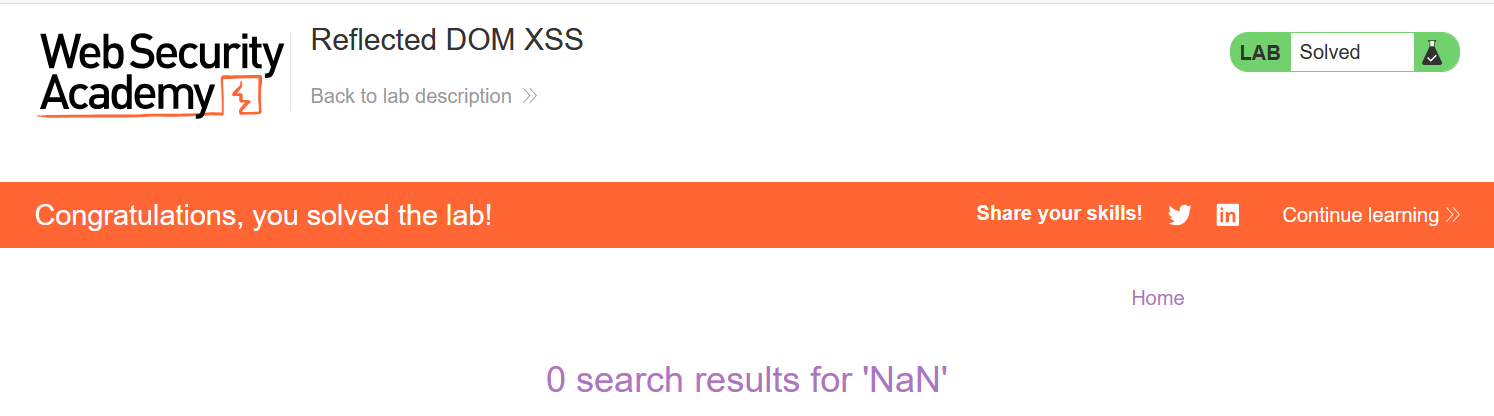 Web Security
Academy
Reflected DOM XSS
Back to lab description
LAB Solved
Congratulations, you solved the lab!
Share your skills!
in
Continue learning
Home
0 search results for 'NaN'